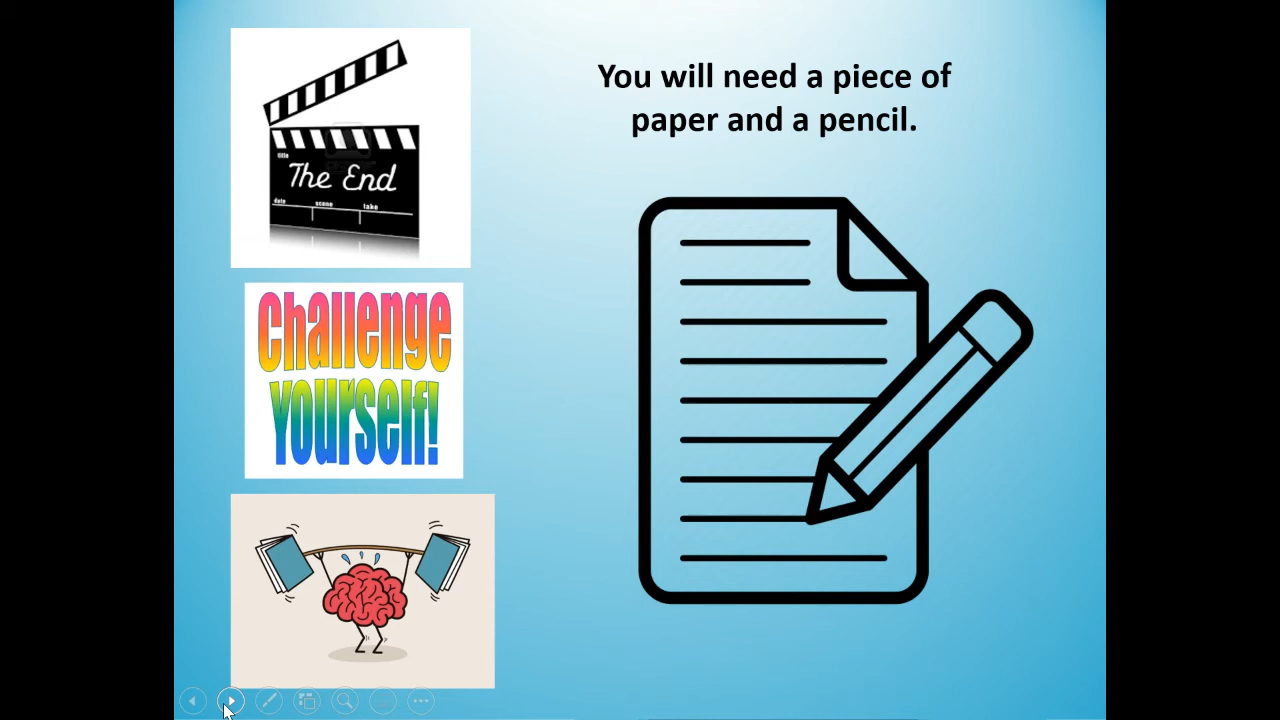 You will need a piece of
paper and a pencil.
title
The End
date scene take
Challenge
Yourself!